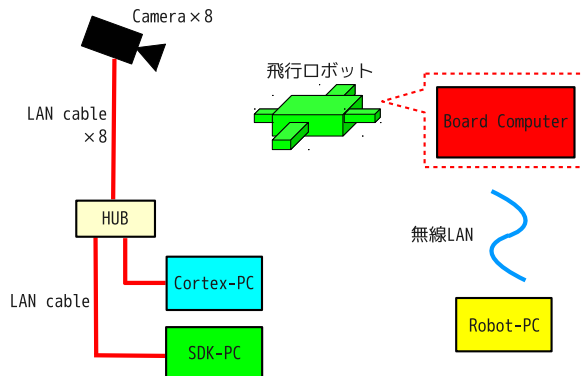 Camera×8
飛行ロボット
LAN cable
×8
Board Computer
HUB
無線LAN
Cortex-PC
LAN cable
Robot-PC
SDK-PC